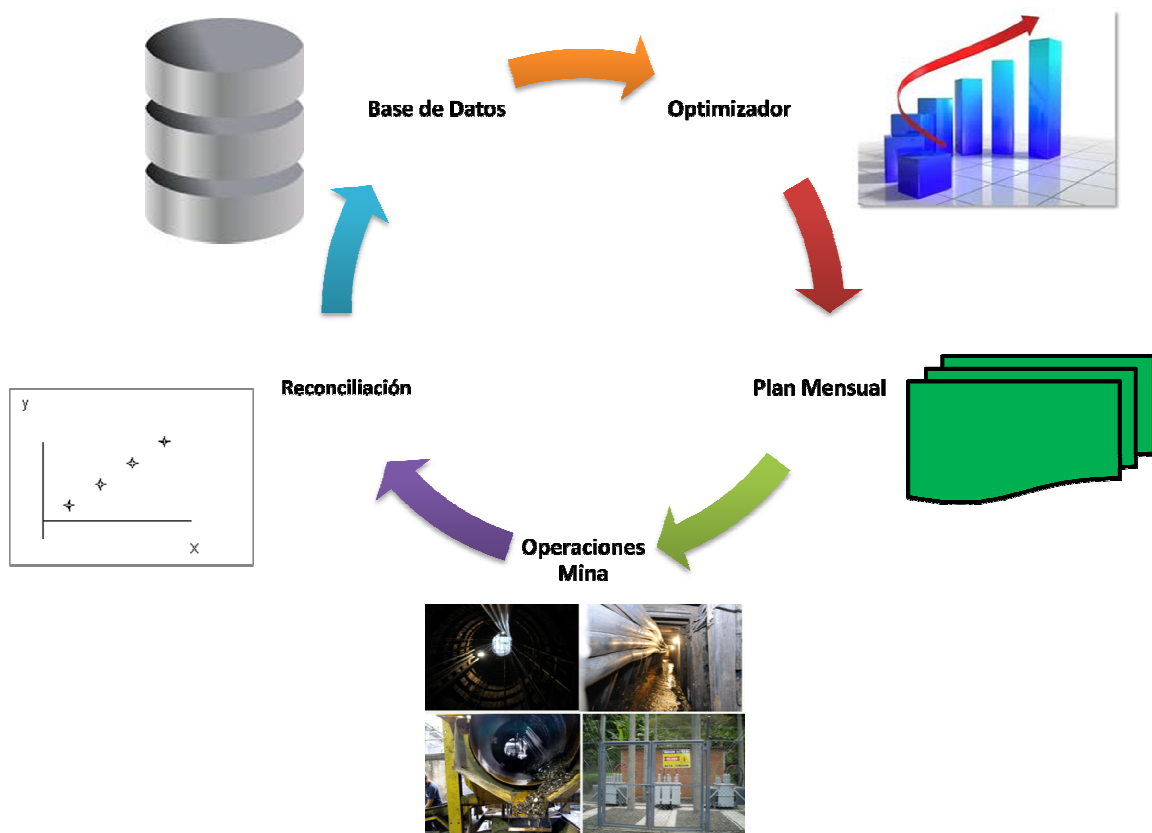 Base de Datos
Optimizador
Reconciliación
Plan Mensual
y
x
Operaciones
Mina